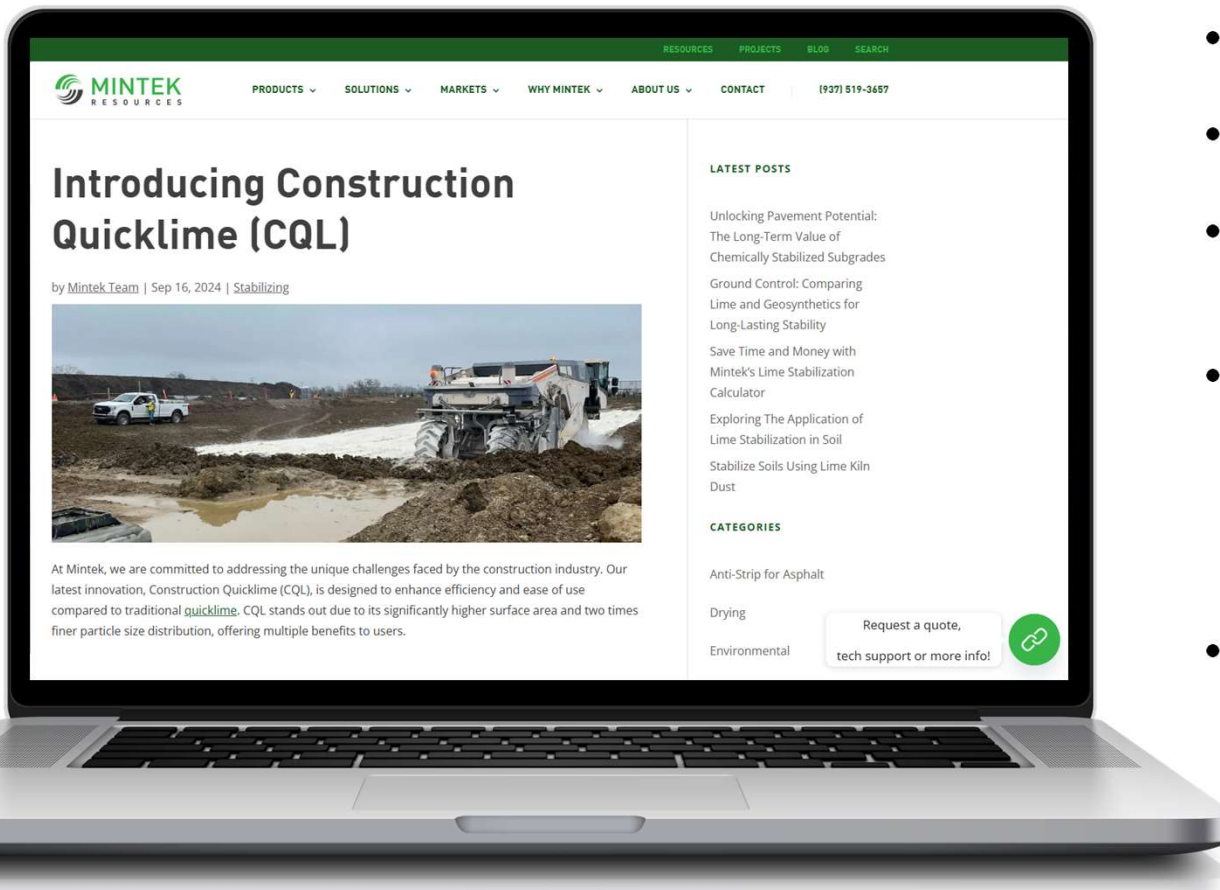 RESOURCES PROJECTS BLOG SEARCH
MINTEK
RESOURCES
PRODUCTS SOLUTIONS MARKETS WHY MINTEK ABOUT US CONTACT (937) 519-3657
Introducing Construction
Quicklime (CQL)
by Mintek Team | Sep 16, 2024 | Stabilizing
At Mintek, we are committed to addressing the unique challenges faced by the construction industry. Our
latest innovation, Construction Quicklime (CQL), is designed to enhance efficiency and ease of use
compared to traditional quicklime. CQL stands out due to its significantly higher surface area and two times
finer particle size distribution, offering multiple benefits to users.
LATEST POSTS
Unlocking Pavement Potential:
The Long-Term Value of
Chemically Stabilized Subgrades
Ground Control: Comparing
Lime and Geosynthetics for
Long-Lasting Stability
Save Time and Money with
Mintek's Lime Stabilization
Calculator
Exploring The Application of
Lime Stabilization in Soil
Stabilize Soils Using Lime Kiln
Dust
CATEGORIES
Anti-Strip for Asphalt
Drying
Environmental
Request a quote,
tech support or more info!